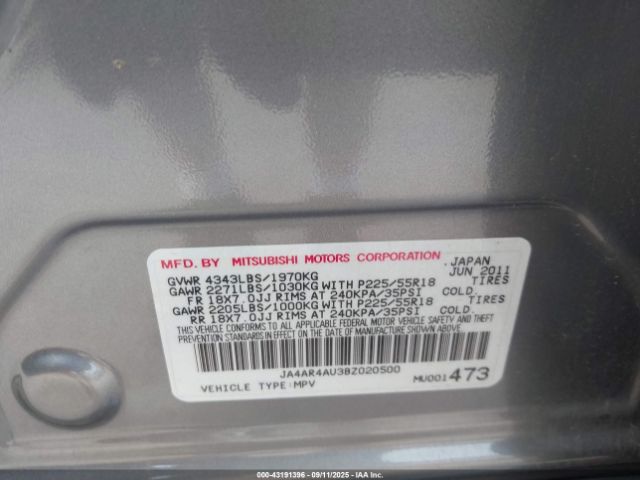 MFD. BY MITSUBISHI MOTORS CORPORATION JAPAN
GVWR 4343LBS/1970KG JUN 2011
GAWR 2271LBS/1030KG WITH P225/55R18 TIRES
FR 18X7.0JJ RIMS AT 240KPA/35PSI COLD.
GAWR 2205LBS/1000KG WITH P225/55R18 TIRES
RR 18X7.0JJ RIMS AT 240KPA/35PSI COLD.
THIS VEHICLE CONFORMS TO ALL APPLICABLE FEDERAL MOTOR VEHICLE SAFETY AND THEFT
PREVENTION STANDARDS IN EFFECT ON THE DATE OF MANUFACTURE SHOWN ABOVE.
JA4AR4AU3BZ020500
VEHICLE TYPE:MPV MU001473
000-43191396 - 09/11/2025 - IAA Inc.